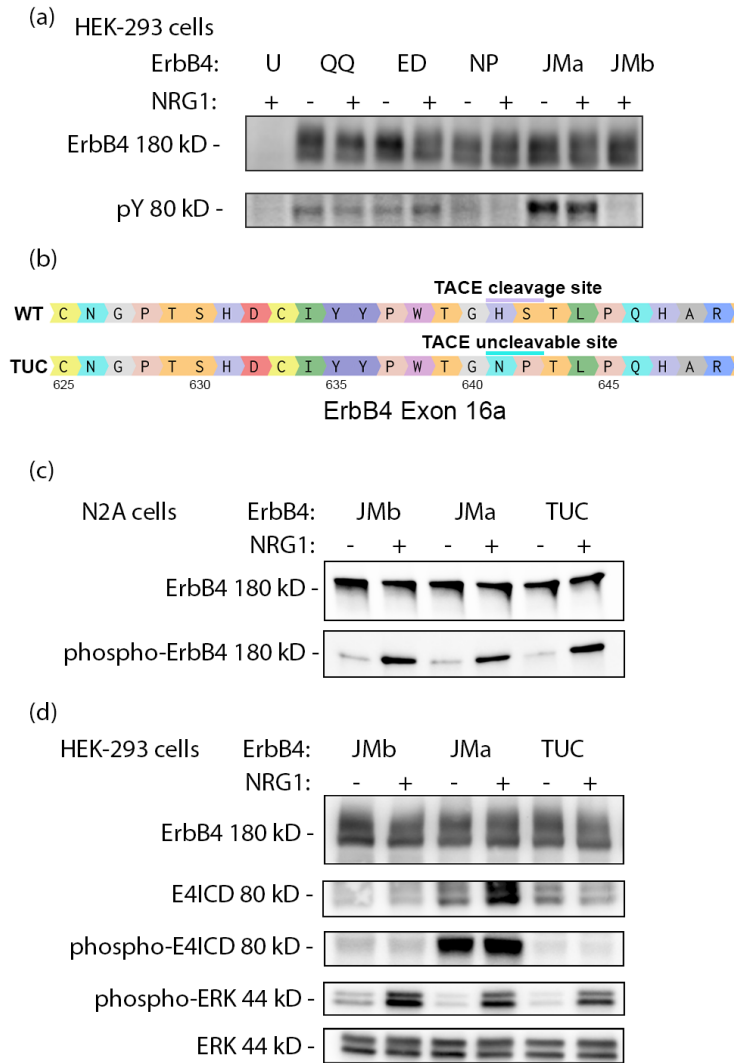 (a)
HEK-293 cells
ErbB4: U QQ ED NP JMa JMb
NRG1: + - + - + - + - + +
ErbB4 180 kD -
pY 80 kD -
(b)
TACE cleavage site
WT C N G P T S H D C I Y Y P W T G H S T L P Q H A R
TACE uncleavable site
TUC C N G P T S H D C I Y Y P W T G N P T L P Q H A R
625 630 635 640 645
ErbB4 Exon 16a
(c)
N2A cells ErbB4: JMb JMa TUC
NRG1: - + - + - +
ErbB4 180 kD -
phospho-ErbB4 180 kD -
(d)
HEK-293 cells ErbB4: JMb JMa TUC
NRG1: - + - + - +
ErbB4 180 kD -
E4ICD 80 kD -
phospho-E4ICD 80 kD -
phospho-ERK 44 kD -
ERK 44 kD -